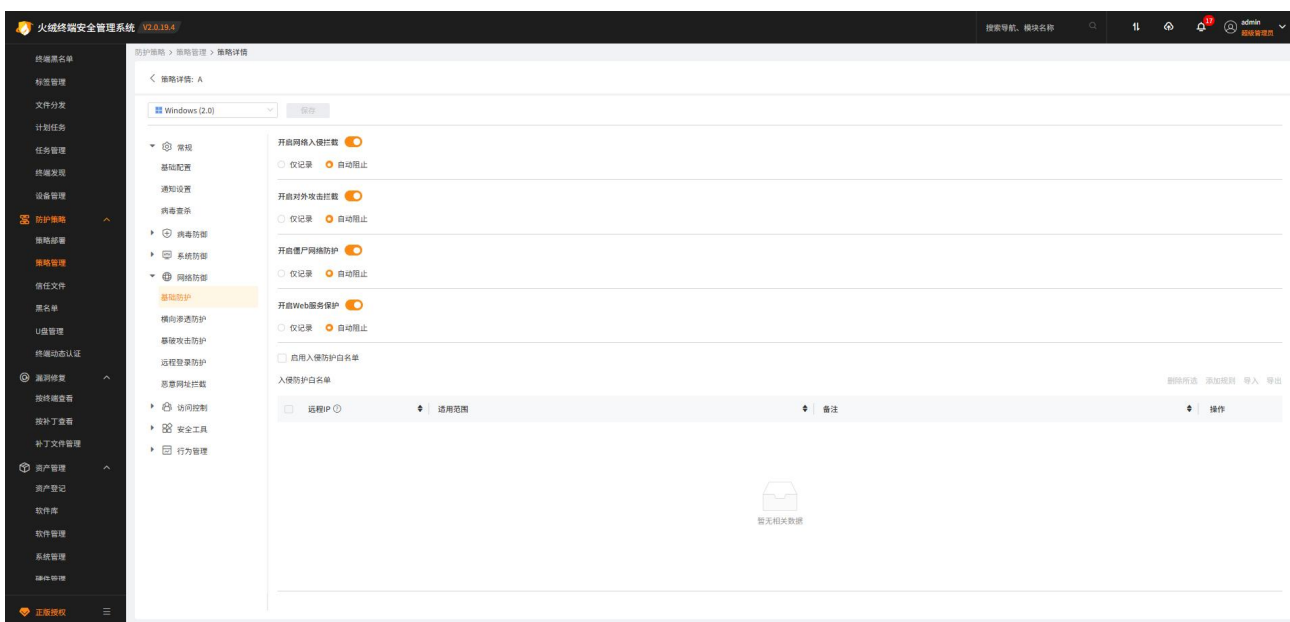 火绒终端安全管理系统 V2.0.19.4
搜索导航、模块名称
17
admin
超级管理员
终端黑名单
标签管理
文件分发
计划任务
任务管理
终端发现
设备管理
防护策略
策略部署
策略管理
信任文件
黑名单
U盘管理
终端动态认证
漏洞修复
按终端查看
按补丁查看
补丁文件管理
资产管理
资产登记
软件库
软件管理
系统管理
硬件管理
正版授权
防护策略 > 策略管理 > 策略详情
策略详情: A
Windows (2.0)
保存
常规
基础配置
通知设置
病毒查杀
病毒防御
系统防御
网络防御
基础防护
横向渗透防护
暴破攻击防护
远程登录防护
恶意网址拦截
访问控制
安全工具
行为管理
开启网络入侵拦截
仅记录 自动阻止
开启对外攻击拦截
仅记录 自动阻止
开启僵尸网络防护
仅记录 自动阻止
开启Web服务保护
仅记录 自动阻止
启用入侵防护白名单
入侵防护白名单
删除所选 添加规则 导入 导出
远程IP 适用范围 备注 操作
暂无相关数据